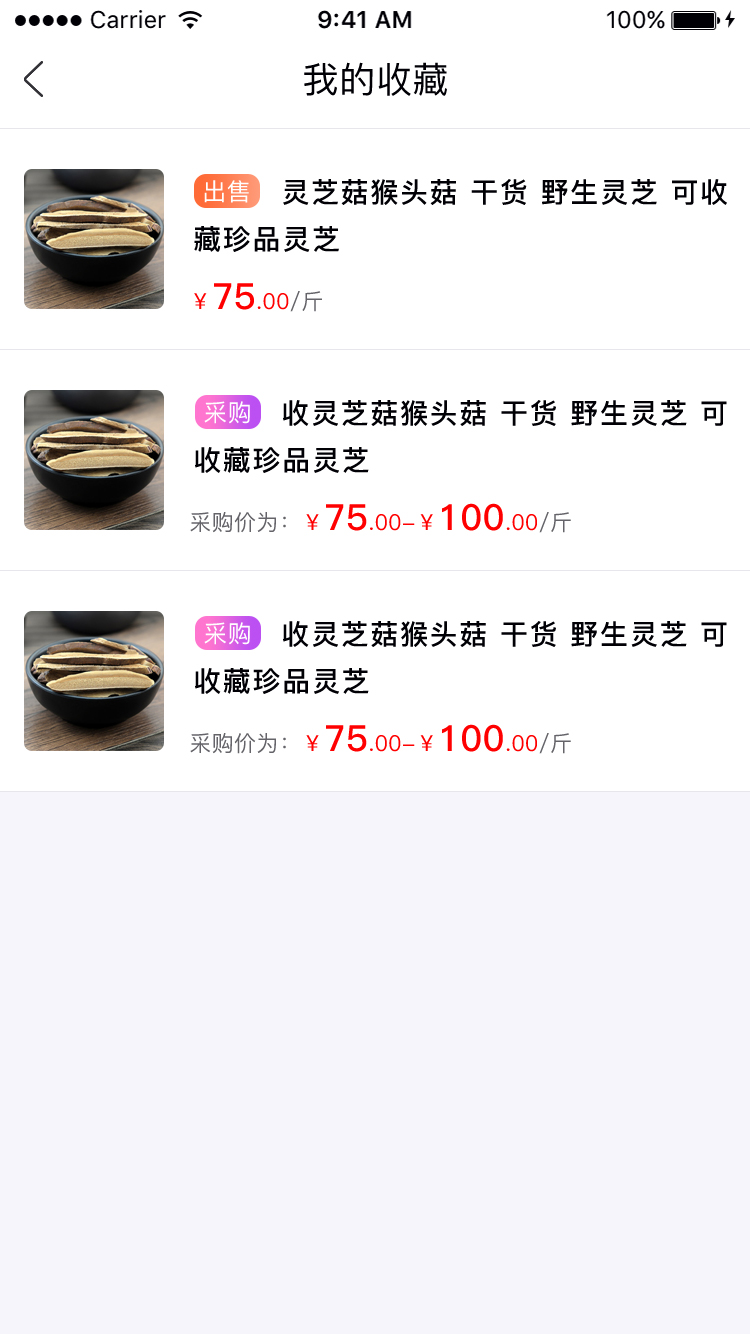 Carrier 9:41 AM 100%
我的收藏
出售 灵芝菇猴头菇 干货 野生灵芝 可收
藏珍品灵芝
¥75.00/斤
采购 收灵芝菇猴头菇 干货 野生灵芝 可
收藏珍品灵芝
采购价为：¥75.00-¥100.00/斤
采购 收灵芝菇猴头菇 干货 野生灵芝 可
收藏珍品灵芝
采购价为：¥75.00-¥100.00/斤